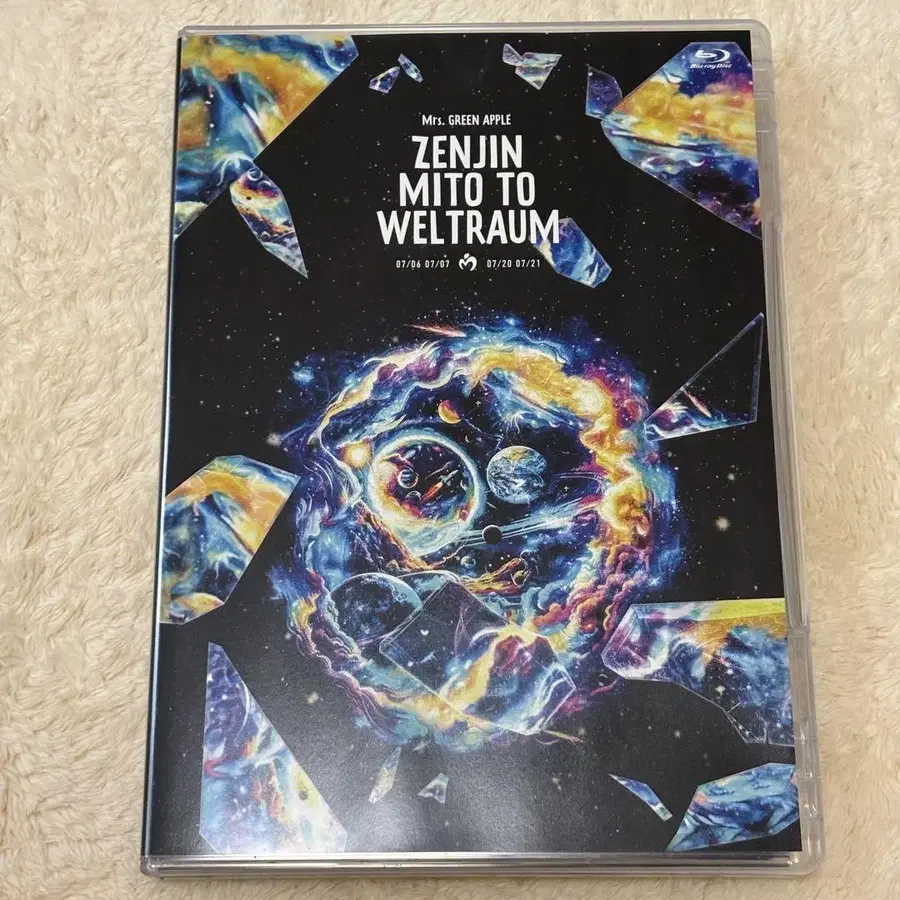 Blu-ray Disc
Mrs. GREEN APPLE
ZENJIN
MITO TO
WELTRAUM
07/06 07/07 07/20 07/21